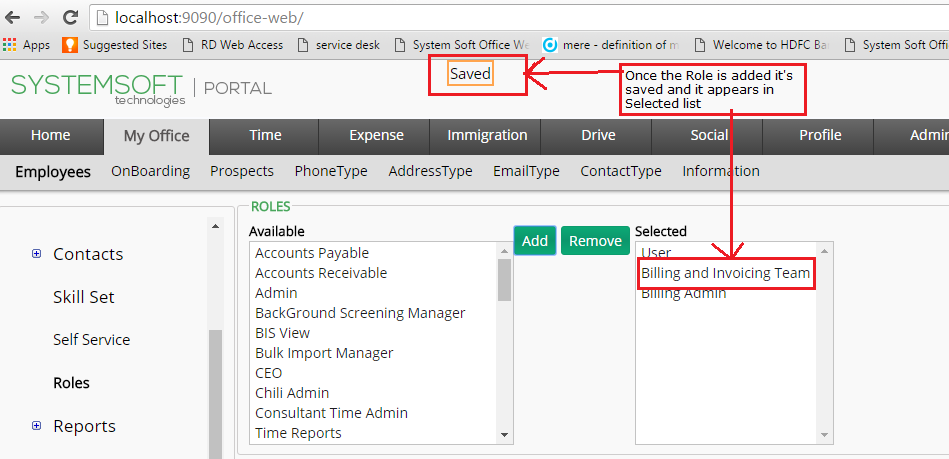 localhost:9090/office-web/
Apps Suggested Sites RD Web Access service desk System Soft Office We mere - definition of m Welcome to HDFC Ba System Soft Offi
SYSTEMSOFT technologies PORTAL
Saved
Once the Role is added it's
saved and it appears in
Selected list
Home My Office Time Expense Immigration Drive Social Profile Admin
Employees OnBoarding Prospects PhoneType AddressType EmailType ContactType Information
Contacts
Skill Set
Self Service
Roles
Reports
ROLES
Available
Accounts Payable
Accounts Receivable
Admin
BackGround Screening Manager
BIS View
Bulk Import Manager
CEO
Chili Admin
Consultant Time Admin
Time Reports
Add Remove
Selected
User
Billing and Invoicing Team
Billing Admin